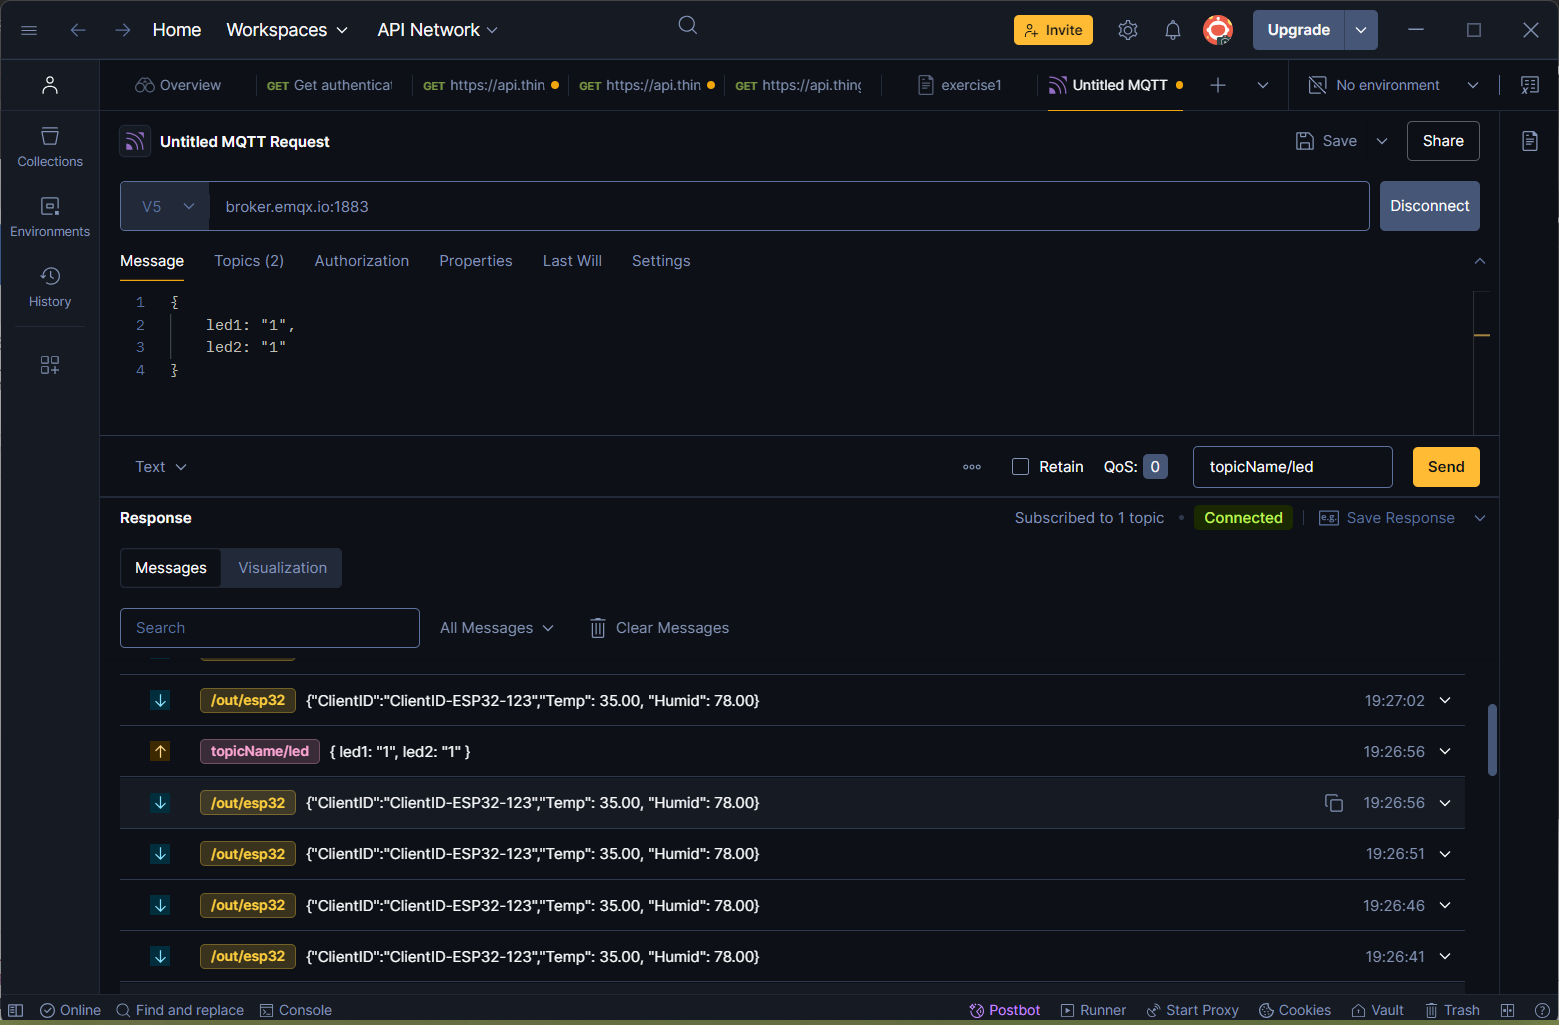 Home Workspaces API Network Invite Upgrade
Overview GET Get authenticat GET https://api.thin GET https://api.thin GET https://api.thing exercise1 Untitled MQTT No environment
Untitled MQTT Request Save Share
Collections
Environments
History
V5 broker.emqx.io:1883 Disconnect
Message Topics (2) Authorization Properties Last Will Settings
1 {
2 led1: "1",
3 led2: "1"
4 }
Text Retain QoS: 0 topicName/led Send
Response Subscribed to 1 topic Connected e.g. Save Response
Messages Visualization
Search All Messages Clear Messages
/out/esp32 {"ClientID":"ClientID-ESP32-123","Temp": 35.00, "Humid": 78.00} 19:27:02
topicName/led { led1: "1", led2: "1" } 19:26:56
/out/esp32 {"ClientID":"ClientID-ESP32-123","Temp": 35.00, "Humid": 78.00} 19:26:56
/out/esp32 {"ClientID":"ClientID-ESP32-123","Temp": 35.00, "Humid": 78.00} 19:26:51
/out/esp32 {"ClientID":"ClientID-ESP32-123","Temp": 35.00, "Humid": 78.00} 19:26:46
/out/esp32 {"ClientID":"ClientID-ESP32-123","Temp": 35.00, "Humid": 78.00} 19:26:41
Online Find and replace Console Postbot Runner Start Proxy Cookies Vault Trash